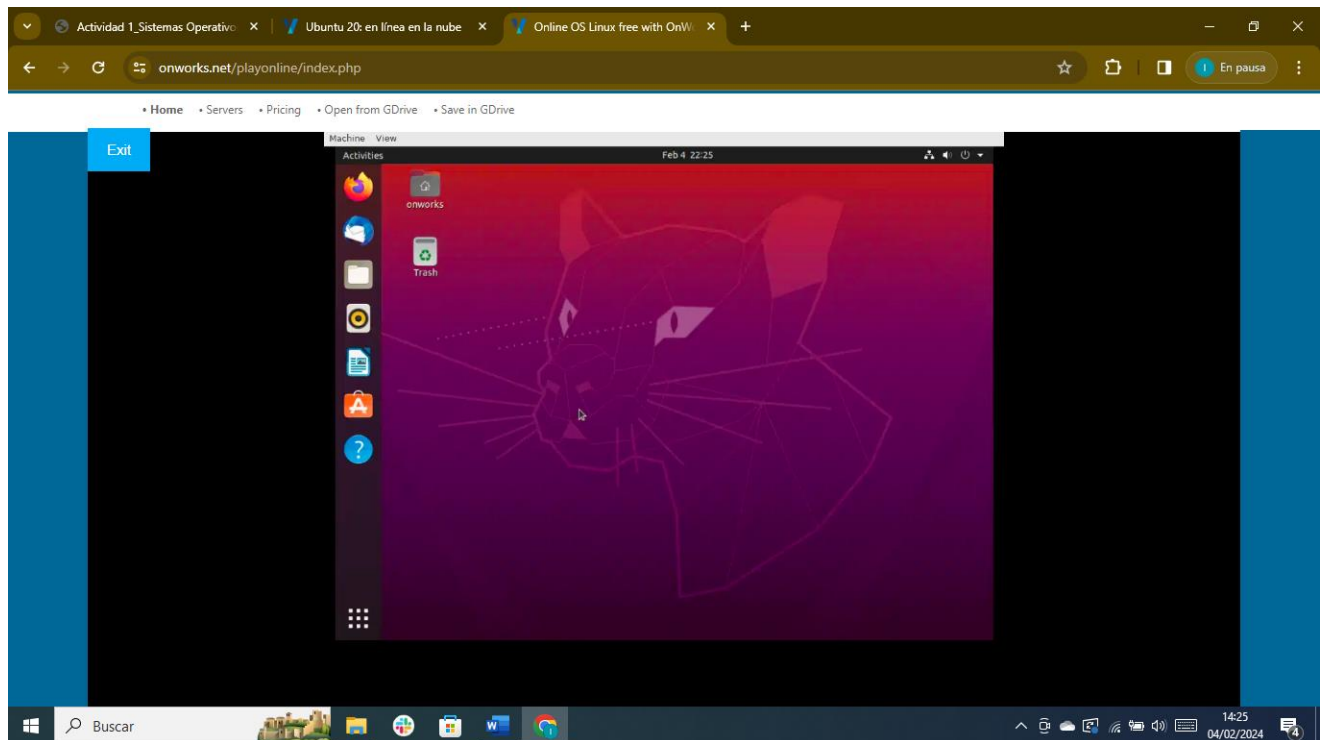 Actividad 1_Sistemas Operativo
Ubuntu 20: en línea en la nube
Online OS Linux free with OnW
onworks.net/playonline/index.php
En pausa
• Home • Servers • Pricing • Open from GDrive • Save in GDrive
Exit
Machine View
Activities
Feb 4 22:25
onworks
Trash
Buscar
14:25
04/02/2024
4